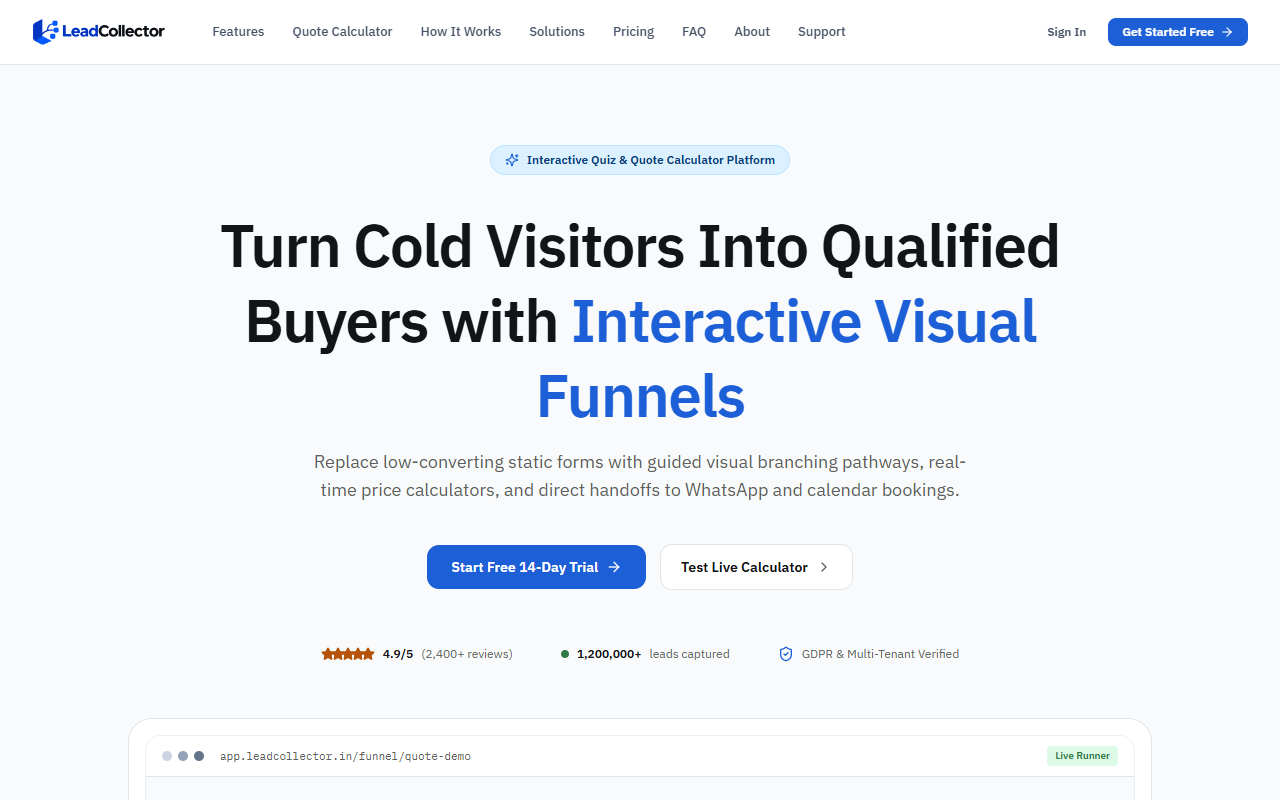 LeadCollector
Features
Quote Calculator
How It Works
Solutions
Pricing
FAQ
About
Support
Sign In
Get Started Free
Interactive Quiz & Quote Calculator Platform
Turn Cold Visitors Into Qualified
Buyers with Interactive Visual
Funnels
Replace low-converting static forms with guided visual branching pathways, real-
time price calculators, and direct handoffs to WhatsApp and calendar bookings.
Start Free 14-Day Trial
Test Live Calculator
4.9/5 (2,400+ reviews)
1,200,000+ leads captured
GDPR & Multi-Tenant Verified
app.leadcollector.in/funnel/quote-demo
Live Runner